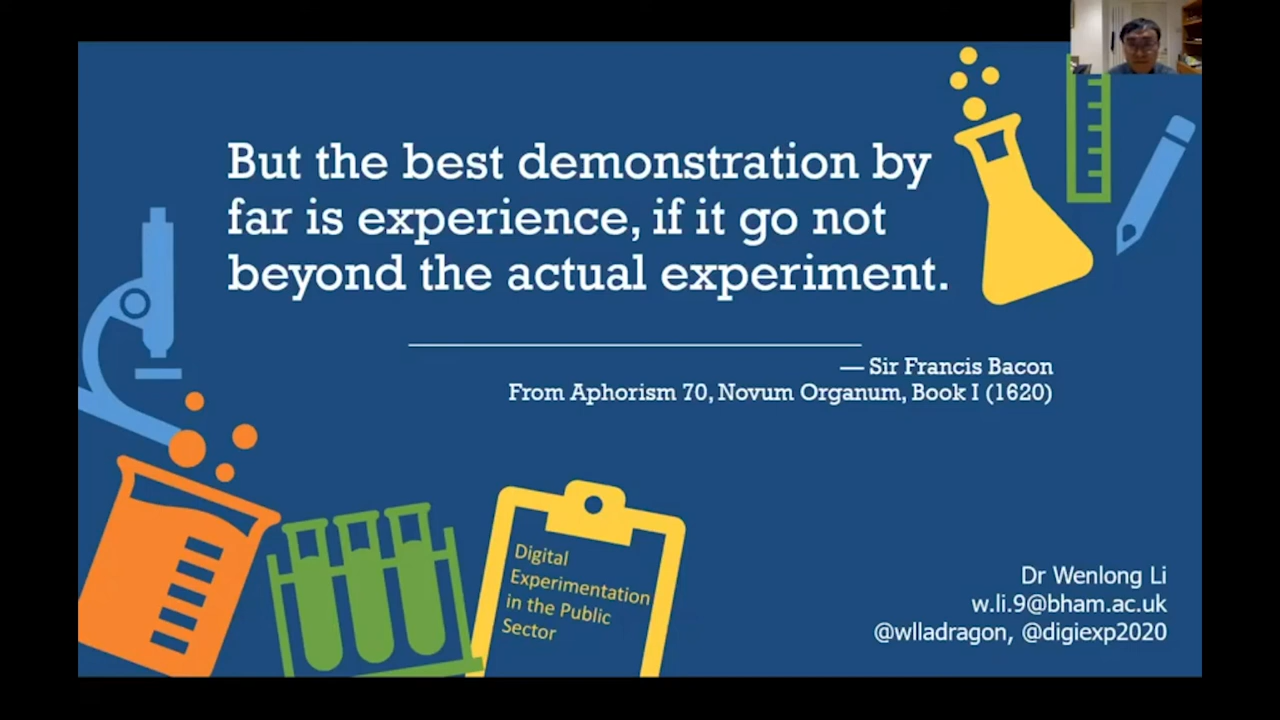 But the best demonstration by
far is experience, if it go not
beyond the actual experiment.
— Sir Francis Bacon
From Aphorism 70, Novum Organum, Book I (1620)
Digital
Experimentation
in the Public
Sector
Dr Wenlong Li
w.li.9@bham.ac.uk
@wlladragon, @digiexp2020